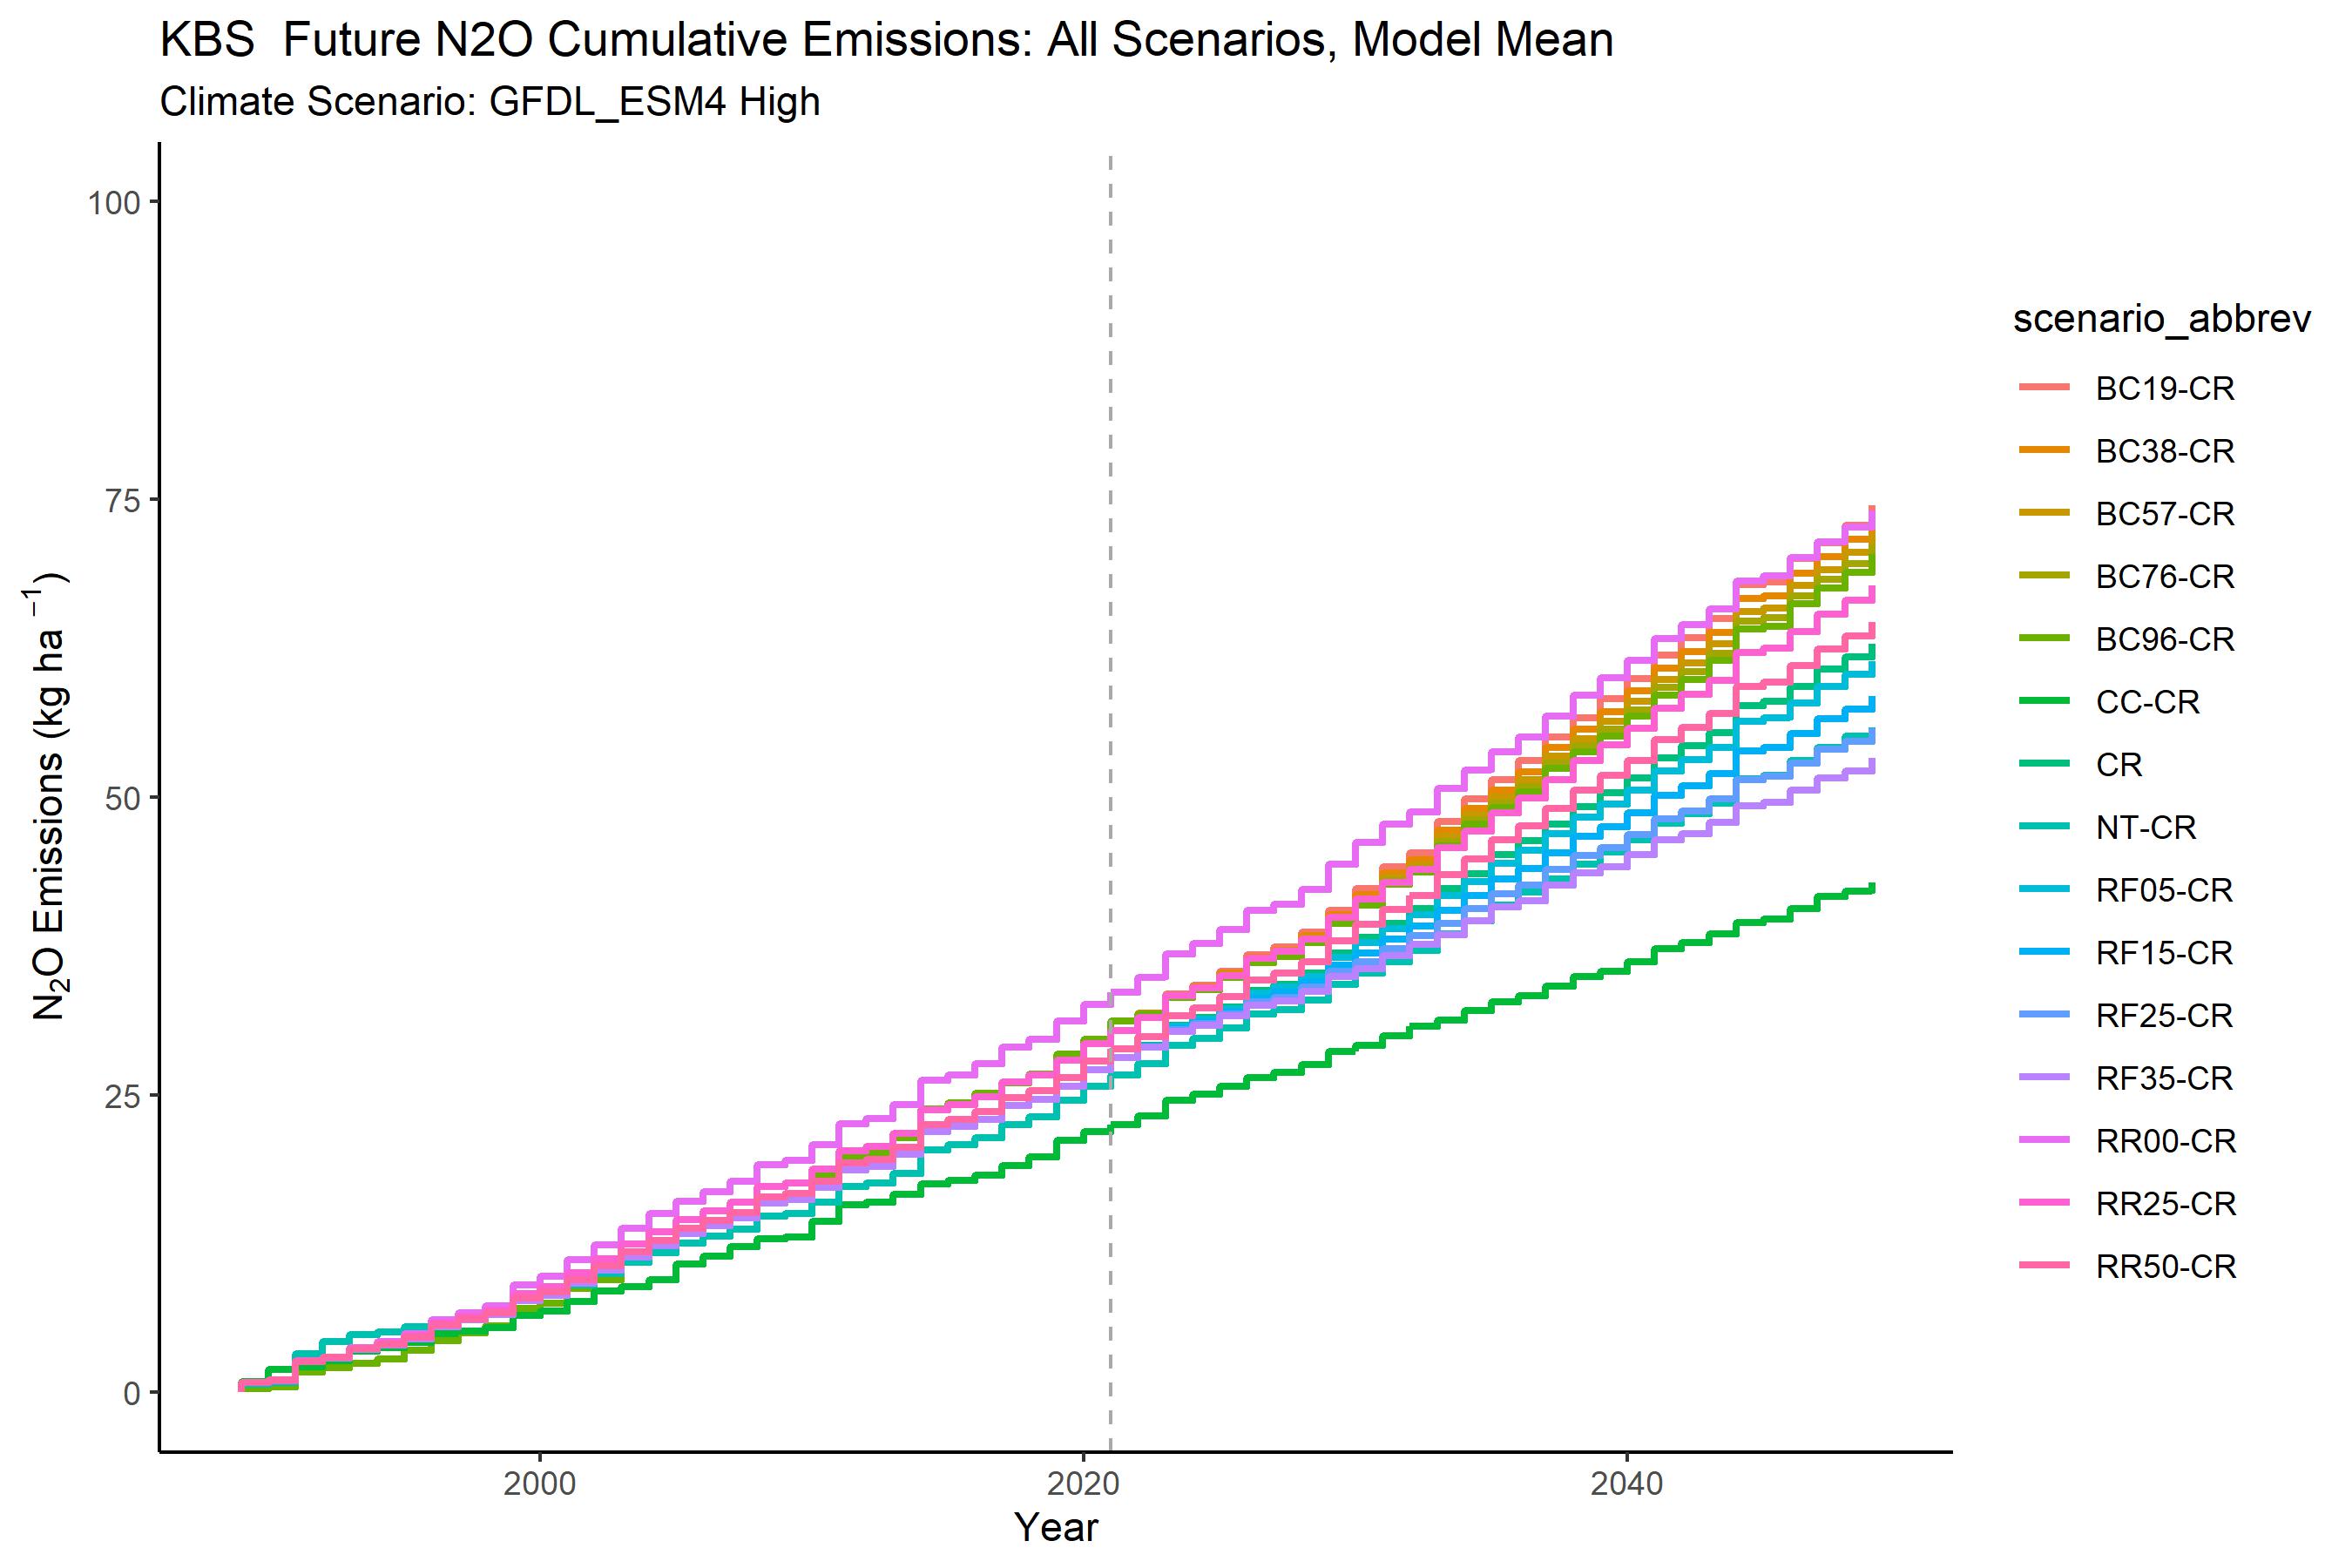 KBS  Future N2O Cumulative Emissions: All Scenarios, Model Mean
Climate Scenario: GFDL_ESM4 High
100
75
50
25
0
N₂O Emissions (kg ha ⁻¹)
2000
2020
2040
Year
scenario_abbrev
BC19-CR
BC38-CR
BC57-CR
BC76-CR
BC96-CR
CC-CR
CR
NT-CR
RF05-CR
RF15-CR
RF25-CR
RF35-CR
RR00-CR
RR25-CR
RR50-CR